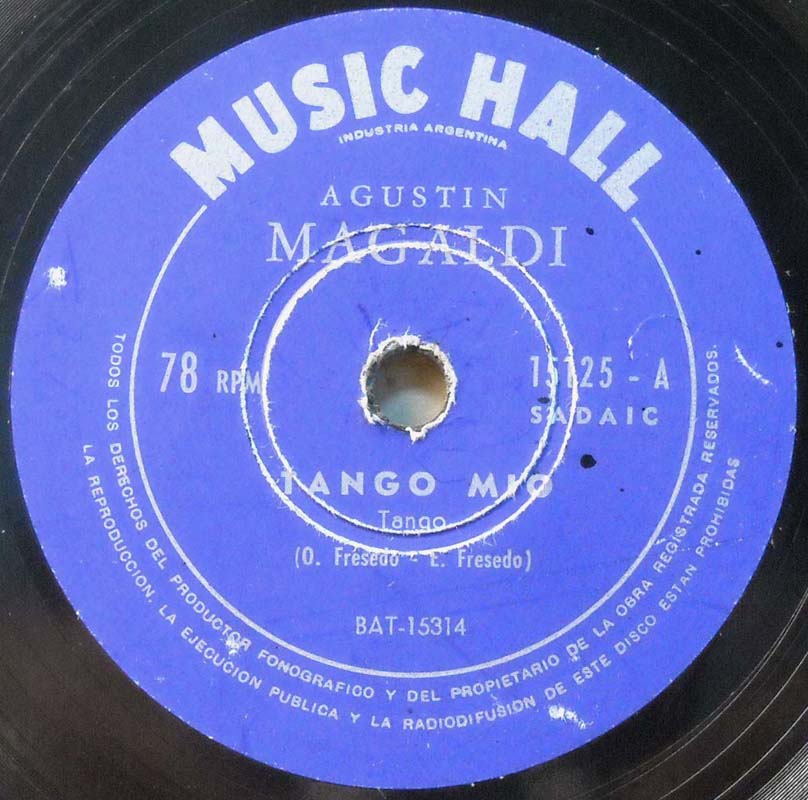 MUSIC HALL
INDUSTRIA ARGENTINA
AGUSTIN
MAGALDI
78 RPM
15125 - A
SADAIC
TANGO MIO
Tango
(O. Fresedo - E. Fresedo)
BAT-15314
TODOS LOS DERECHOS DEL PRODUCTOR FONOGRAFICO Y DEL PROPIETARIO DE LA OBRA REGISTRADA RESERVADOS.
LA REPRODUCCION, LA EJECUCION PUBLICA Y LA RADIODIFUSION DE ESTE DISCO ESTAN PROHIBIDAS